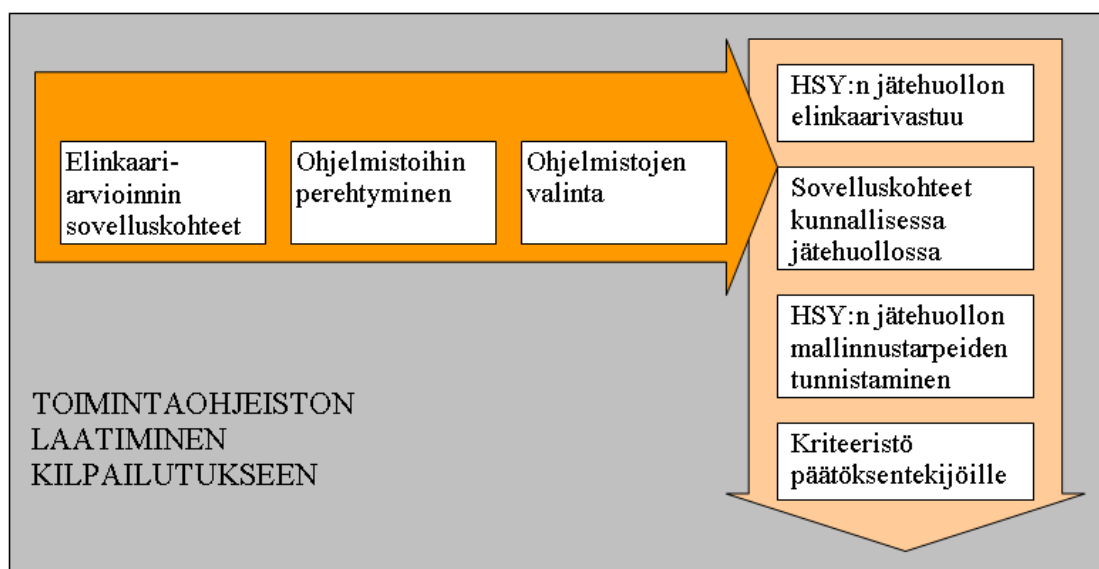 Elinkaari-
arvioinnin
sovelluskohteet
Ohjelmistoihin
perehtyminen
Ohjelmistojen
valinta
HSY:n jätehuollon
elinkaarivastuu
Sovelluskohteet
kunnallisessa
jätehuollossa
HSY:n jätehuollon
mallinnustarpeiden
tunnistaminen
Kriteeristö
päätöksentekijöille
TOIMINTAOHJEISTON
LAATIMINEN
KILPAILUTUKSEEN